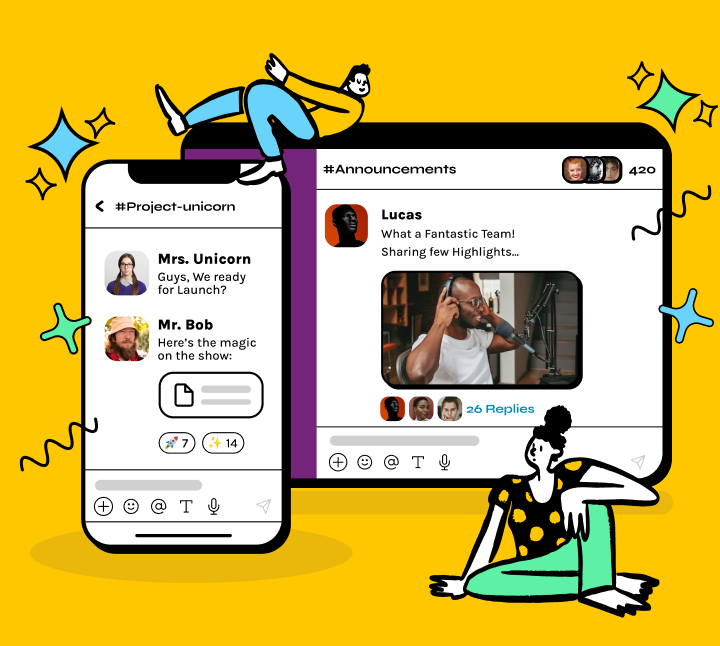 #Project-unicorn
Mrs. Unicorn
Guys, We ready
for Launch?
Mr. Bob
Here's the magic
on the show:
🚀 7
✨ 14
@
T
#Announcements
420
Lucas
What a Fantastic Team!
Sharing few Highlights...
26 Replies
@
T